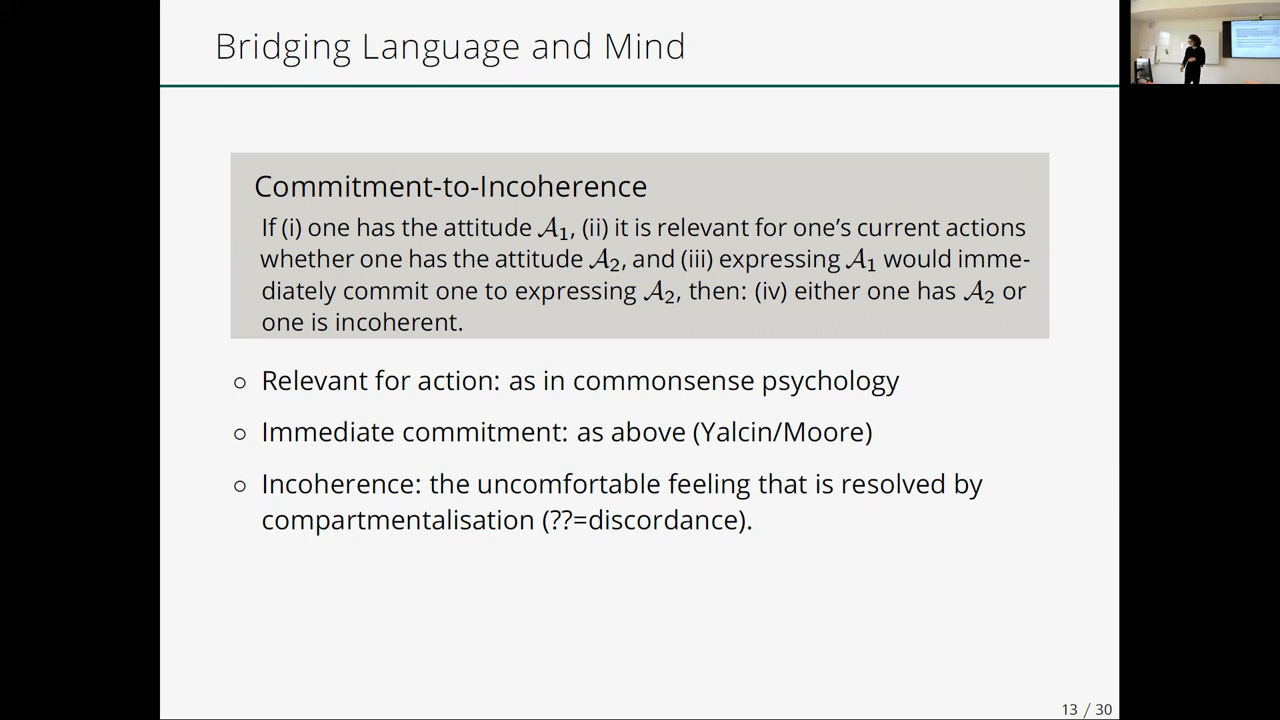 Bridging Language and Mind
Commitment-to-Incoherence
If (i) one has the attitude 𝒜₁, (ii) it is relevant for one’s current actions
whether one has the attitude 𝒜₂, and (iii) expressing 𝒜₁ would imme-
diately commit one to expressing 𝒜₂, then: (iv) either one has 𝒜₂ or
one is incoherent.
○ Relevant for action: as in commonsense psychology
○ Immediate commitment: as above (Yalcin/Moore)
○ Incoherence: the uncomfortable feeling that is resolved by
compartmentalisation (??=discordance).
13 / 30